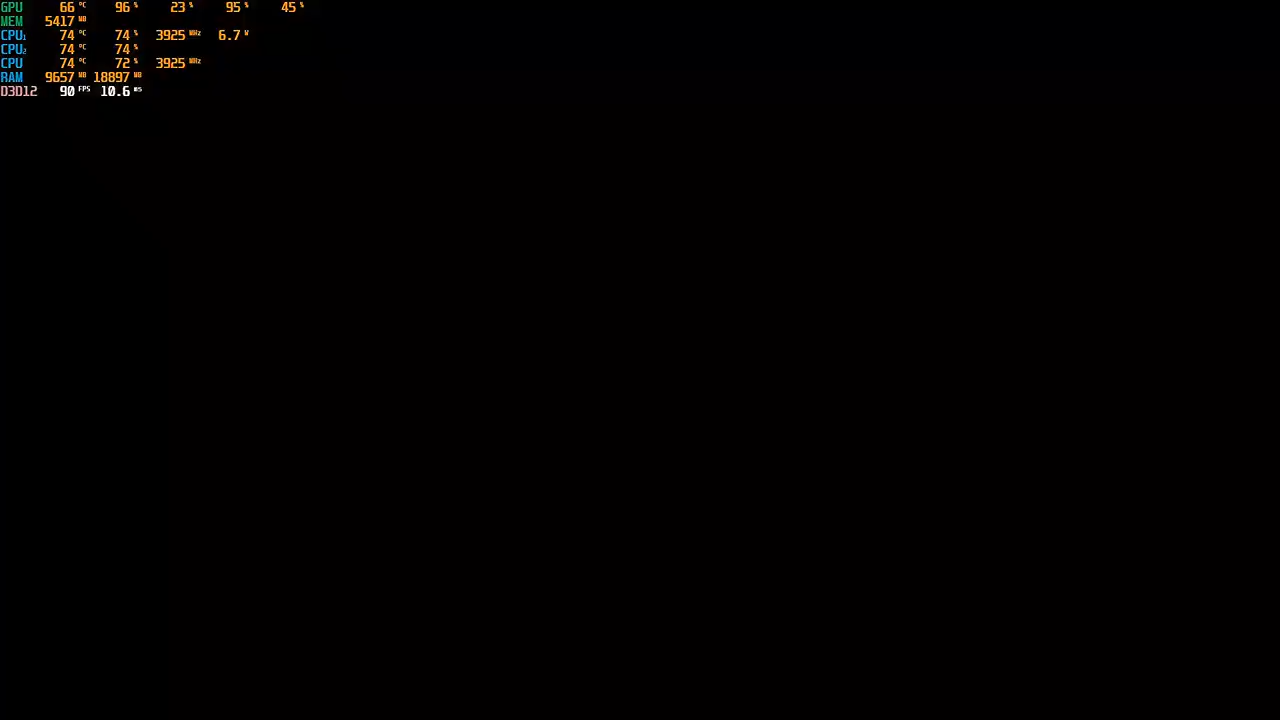 GPU 66 °C 96 % 23 % 95 % 45 %
MEM 5417 MB
CPU1 74 °C 74 % 3925 MHz 6.7 W
CPU2 74 °C 74 %
CPU 74 °C 72 % 3925 MHz
RAM 9657 MB 18897 MB
D3D12 90 FPS 10.6 ms